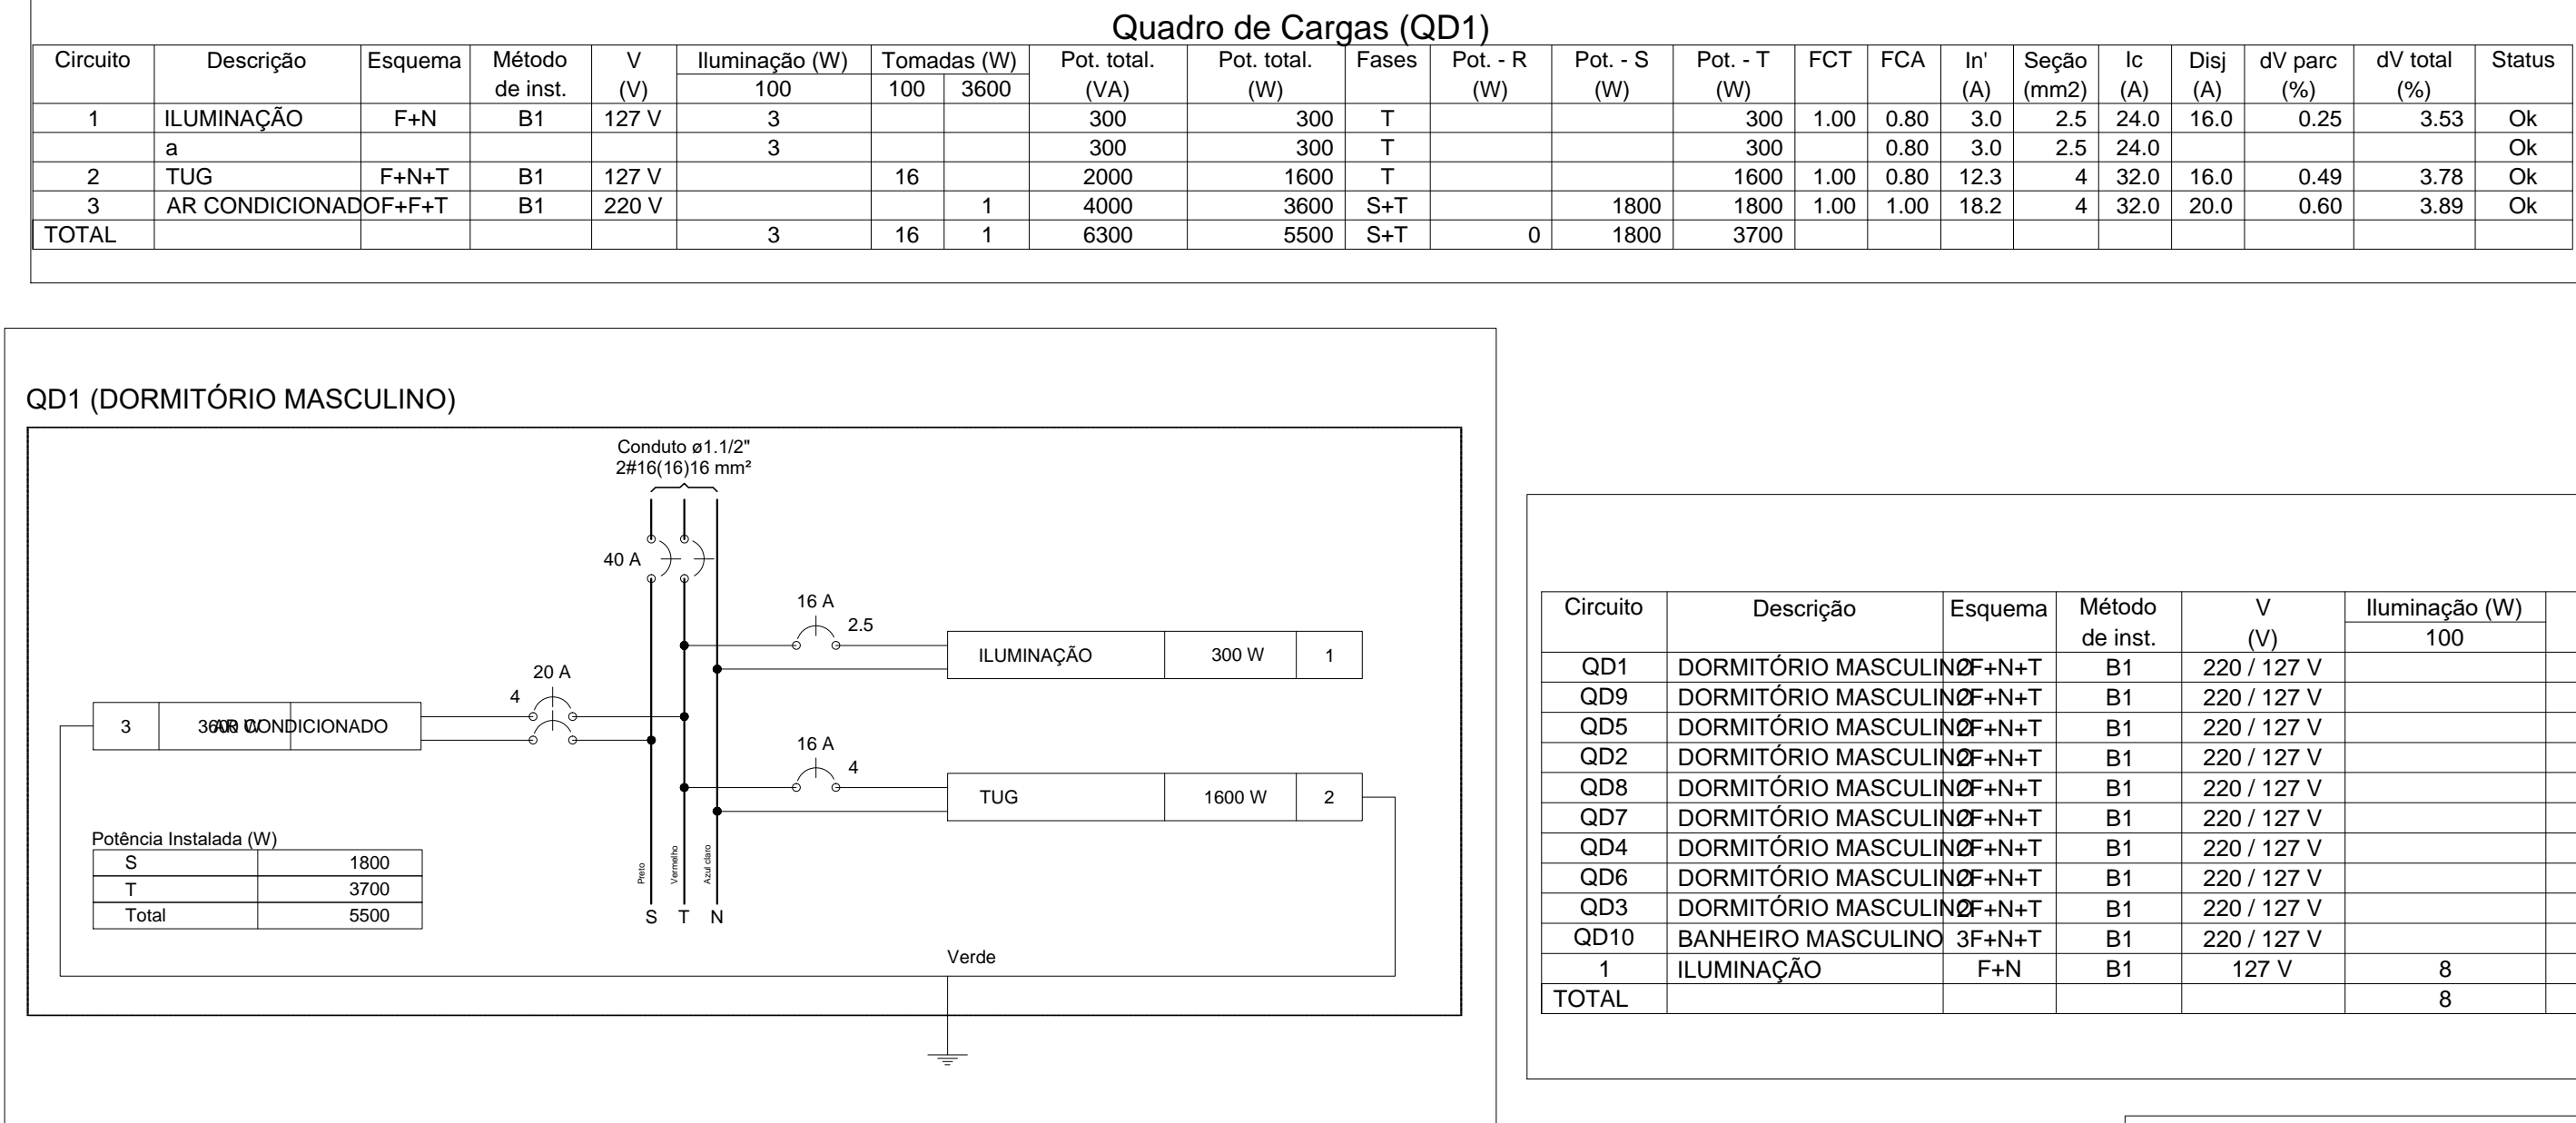 Quadro de Cargas (QD1)
Circuito Descrição Esquema Método de inst. V (V) Iluminação (W) 100 Tomadas (W) 100 3600 Pot. total. (VA) Pot. total. (W) Fases Pot. - R (W) Pot. - S (W) Pot. - T (W) FCT FCA In' (A) Seção (mm2) Ic (A) Disj (A) dV parc (%) dV total (%) Status
1 ILUMINAÇÃO F+N B1 127 V 3 300 300 T 300 1.00 0.80 3.0 2.5 24.0 16.0 0.25 3.53 Ok
a 3 300 300 T 300 0.80 3.0 2.5 24.0 Ok
2 TUG F+N+T B1 127 V 16 2000 1600 T 1600 1.00 0.80 12.3 4 32.0 16.0 0.49 3.78 Ok
3 AR CONDICIONADO F+F+T B1 220 V 1 4000 3600 S+T 1800 1800 1.00 1.00 18.2 4 32.0 20.0 0.60 3.89 Ok
TOTAL 3 16 1 6300 5500 S+T 0 1800 3700
QD1 (DORMITÓRIO MASCULINO)
Conduto ø1.1/2"
2#16(16)16 mm²
40 A
16 A
2.5
ILUMINAÇÃO 300 W 1
20 A
4
3 3600 W AR CONDICIONADO
16 A
4
TUG 1600 W 2
Potência Instalada (W)
S 1800
T 3700
Total 5500
Preto
Vermelho
Azul claro
S T N
Verde
Circuito Descrição Esquema Método de inst. V (V) Iluminação (W) 100
QD1 DORMITÓRIO MASCULINO 2F+N+T B1 220 / 127 V
QD9 DORMITÓRIO MASCULINO 2F+N+T B1 220 / 127 V
QD5 DORMITÓRIO MASCULINO 2F+N+T B1 220 / 127 V
QD2 DORMITÓRIO MASCULINO 2F+N+T B1 220 / 127 V
QD8 DORMITÓRIO MASCULINO 2F+N+T B1 220 / 127 V
QD7 DORMITÓRIO MASCULINO 2F+N+T B1 220 / 127 V
QD4 DORMITÓRIO MASCULINO 2F+N+T B1 220 / 127 V
QD6 DORMITÓRIO MASCULINO 2F+N+T B1 220 / 127 V
QD3 DORMITÓRIO MASCULINO 2F+N+T B1 220 / 127 V
QD10 BANHEIRO MASCULINO 3F+N+T B1 220 / 127 V
1 ILUMINAÇÃO F+N B1 127 V 8
TOTAL 8